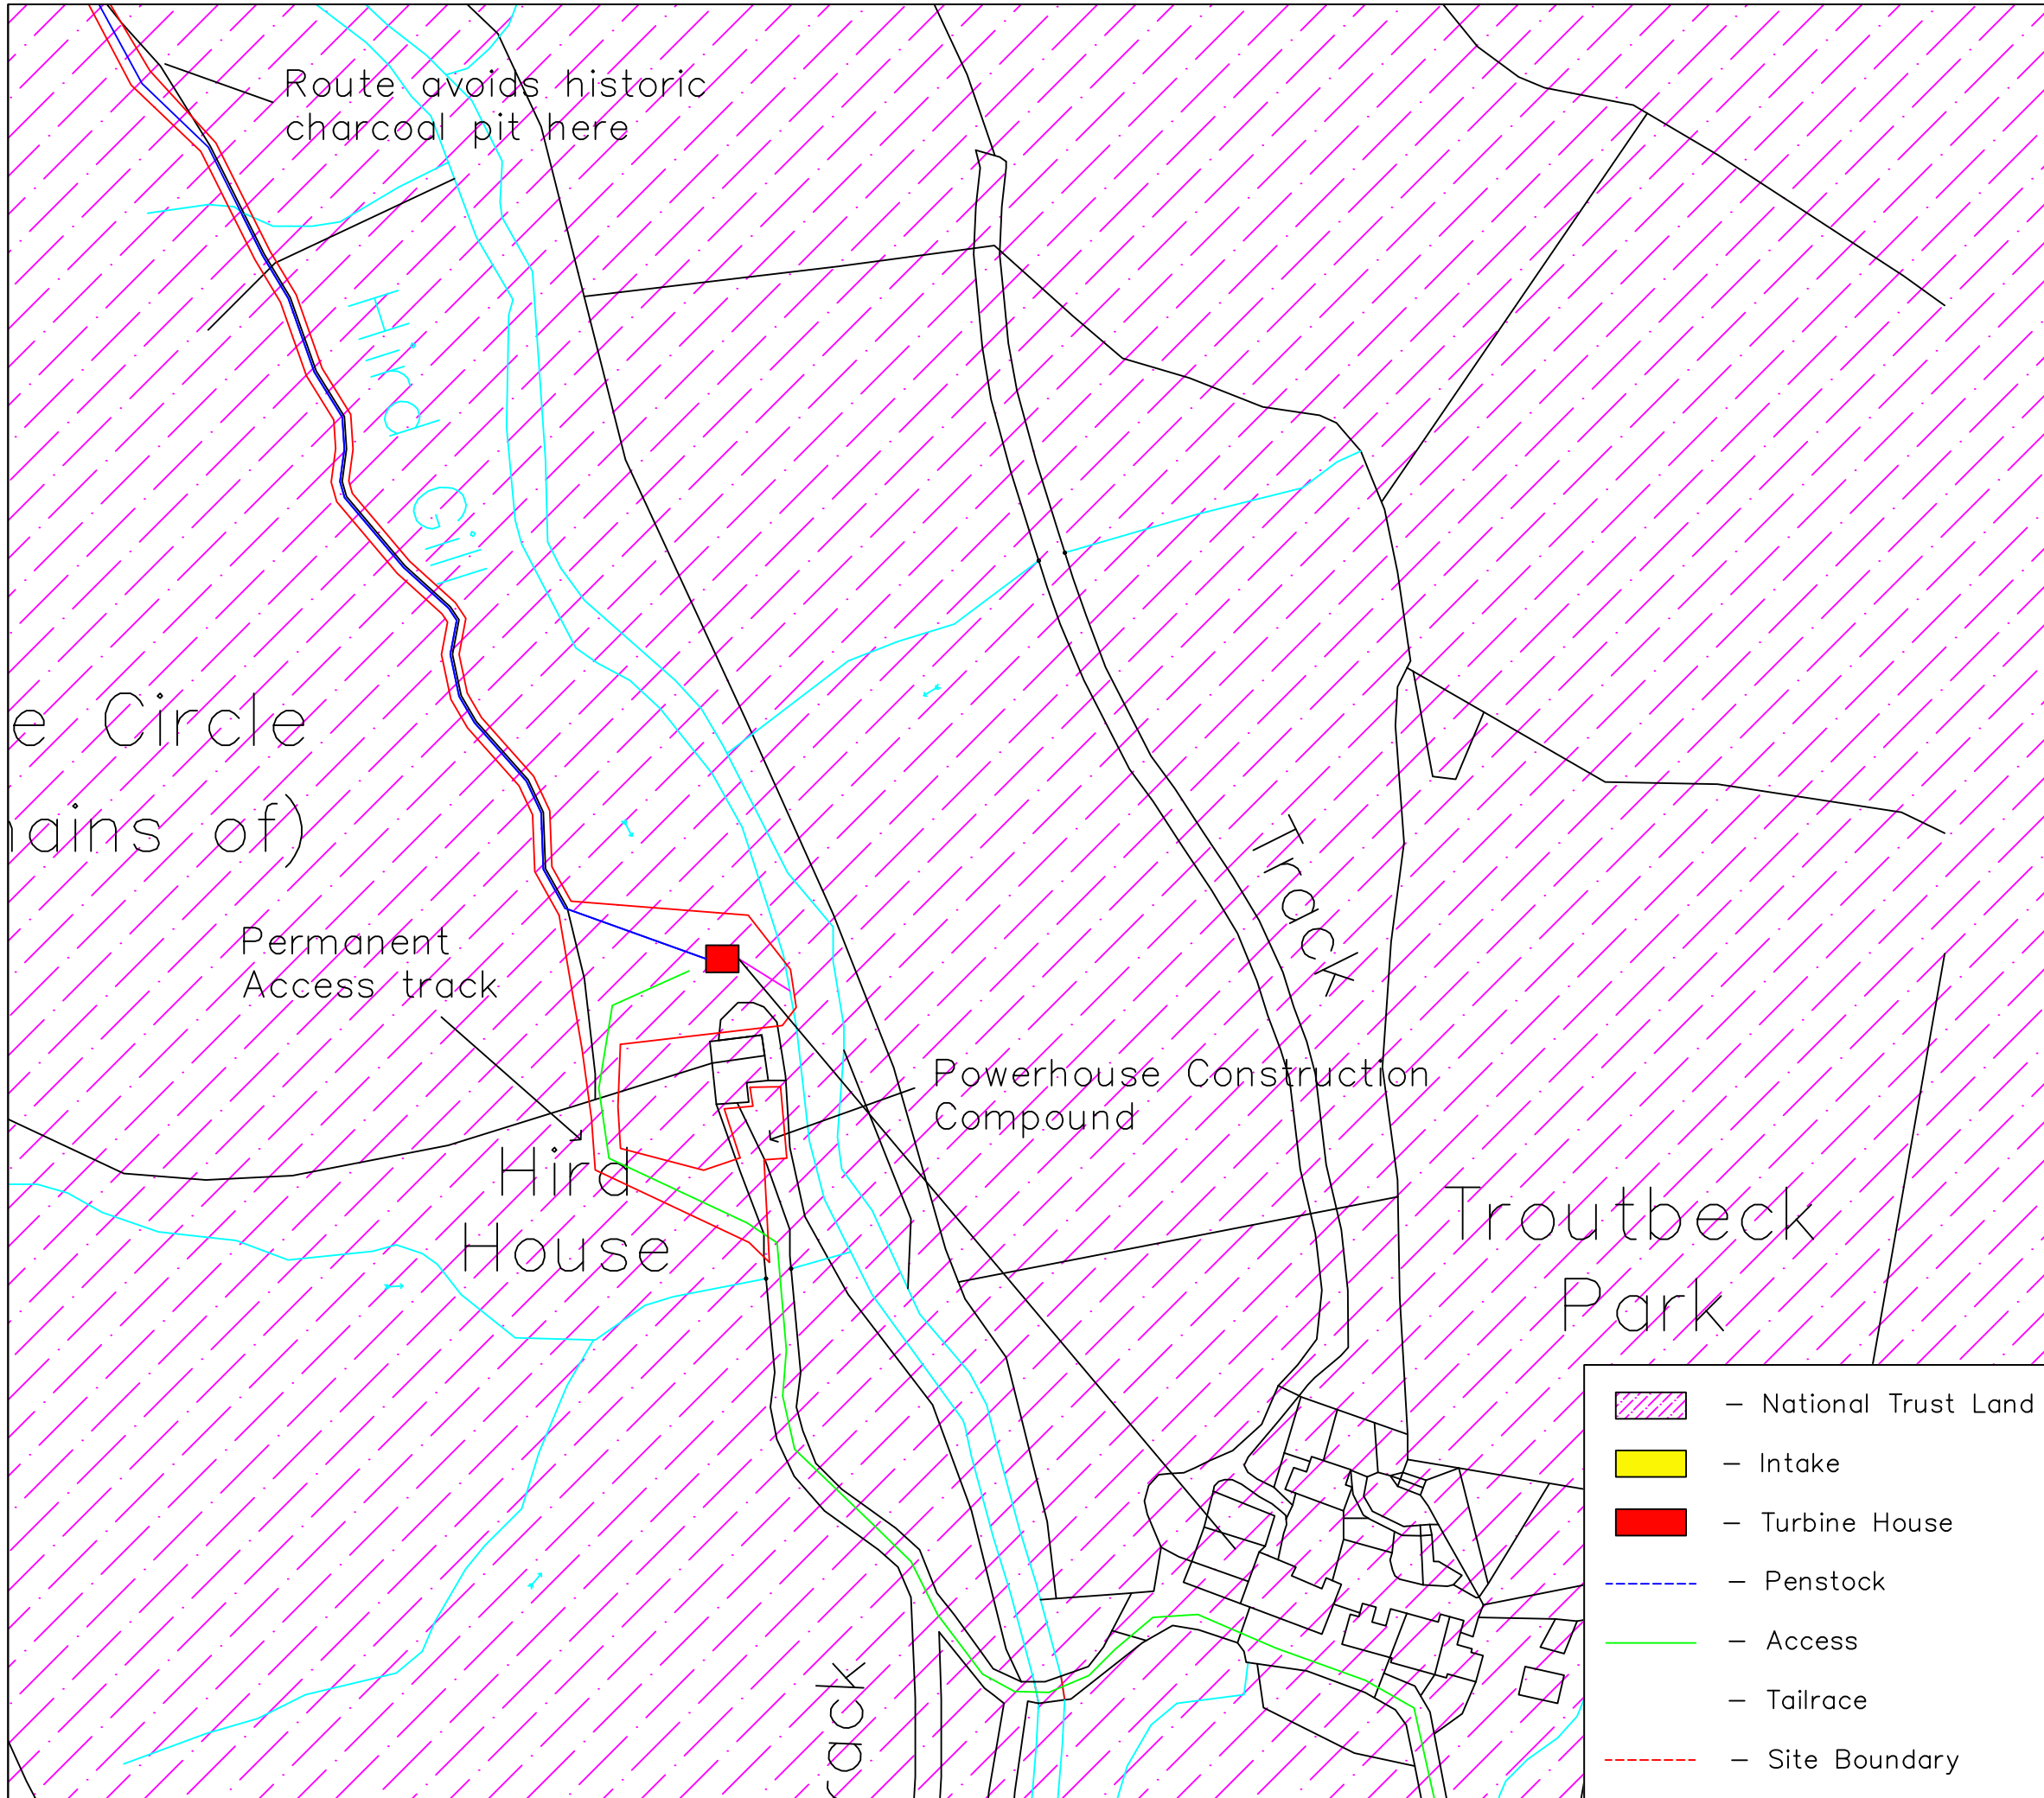 Route avoids historic
charcoal pit here
Hird Gill
e Circle
ains of)
Permanent
Access track
Track
Powerhouse Construction
Compound
Hird
House
Troutbeck
Park
ack
— National Trust Land
— Intake
— Turbine House
— Penstock
— Access
— Tailrace
— Site Boundary